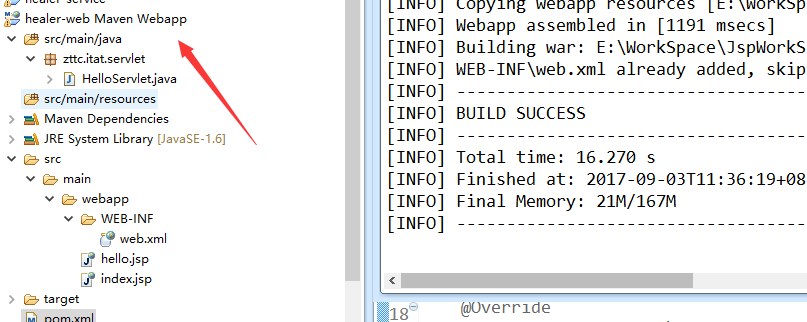 healer-service
healer-web Maven Webapp
src/main/java
zttc.itat.servlet
HelloServlet.java
src/main/resources
Maven Dependencies
JRE System Library [JavaSE-1.6]
src
main
webapp
WEB-INF
web.xml
hello.jsp
index.jsp
target
pom.xml
[INFO] Copying webapp resources [E:\WorkSp
[INFO] Webapp assembled in [1191 msecs]
[INFO] Building war: E:\WorkSpace\JspWorkS
[INFO] WEB-INF\web.xml already added, skip
[INFO] ------------------------------------
[INFO] BUILD SUCCESS
[INFO] ------------------------------------
[INFO] Total time: 16.270 s
[INFO] Finished at: 2017-09-03T11:36:19+08
[INFO] Final Memory: 21M/167M
[INFO] ------------------------------------
18 @Override